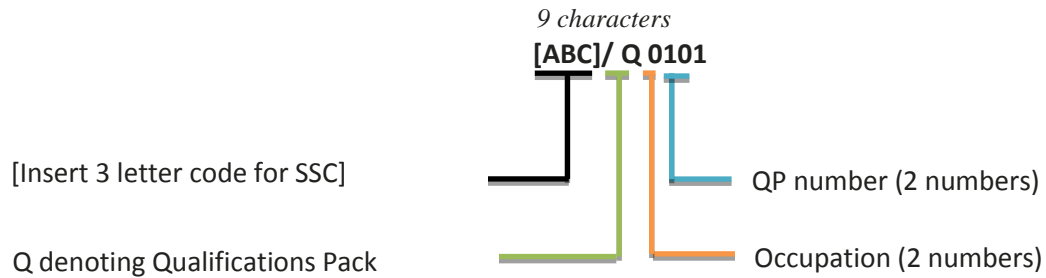 9 characters
[ABC]/ Q 0101
[Insert 3 letter code for SSC]
QP number (2 numbers)
Q denoting Qualifications Pack
Occupation (2 numbers)